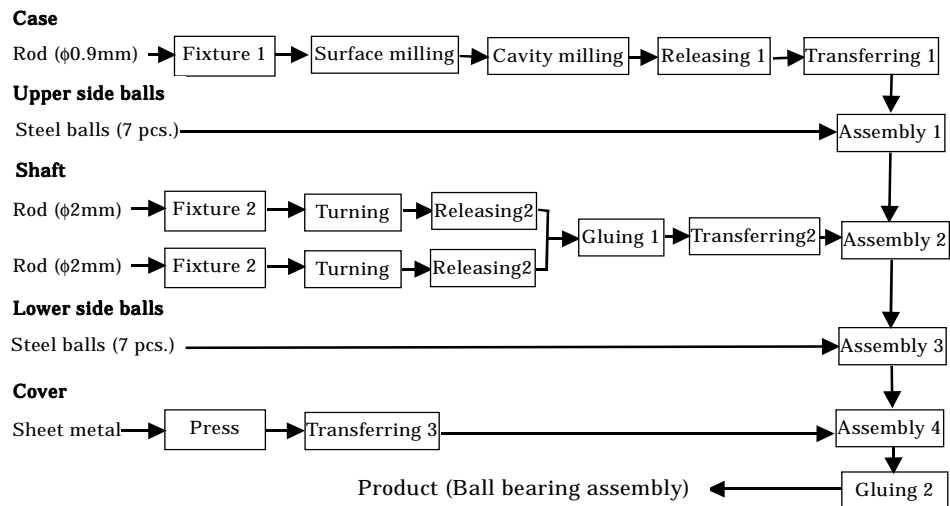 Case
Rod (ϕ0.9mm) Fixture 1 Surface milling Cavity milling Releasing 1 Transferring 1
Upper side balls
Steel balls (7 pcs.) Assembly 1
Shaft
Rod (ϕ2mm) Fixture 2 Turning Releasing2
Gluing 1 Transferring2 Assembly 2
Rod (ϕ2mm) Fixture 2 Turning Releasing2
Lower side balls
Steel balls (7 pcs.) Assembly 3
Cover
Sheet metal Press Transferring 3 Assembly 4
Product (Ball bearing assembly) Gluing 2